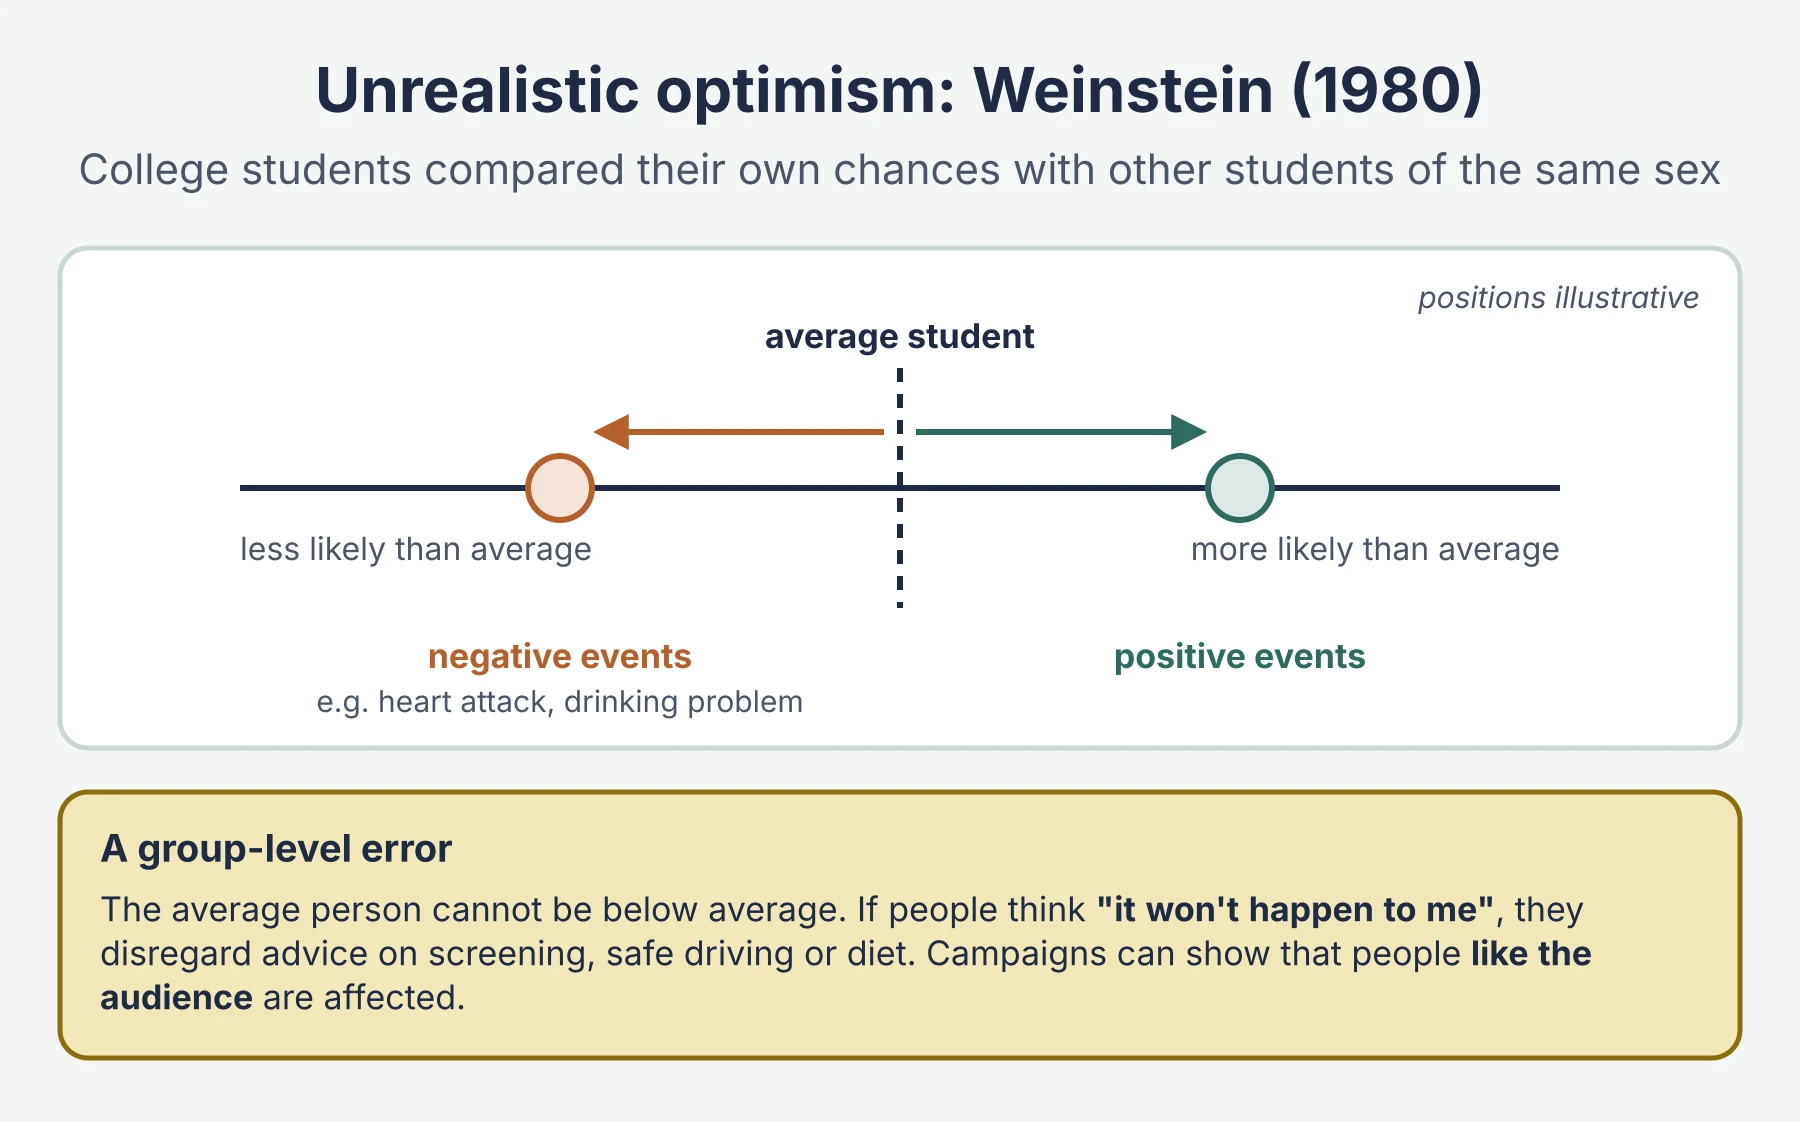 Unrealistic optimism: Weinstein (1980)
College students compared their own chances with other students of the same sex
positions illustrative
average student
less likely than average
more likely than average
negative events
positive events
e.g. heart attack, drinking problem
A group-level error
The average person cannot be below average. If people think "it won't happen to me", they
disregard advice on screening, safe driving or diet. Campaigns can show that people like the
audience are affected.